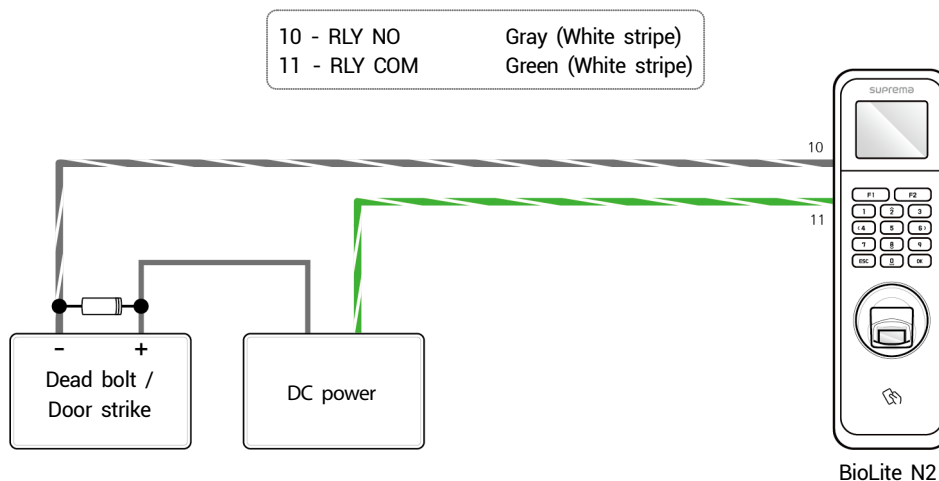 10 - RLY NO Gray (White stripe)
11 - RLY COM Green (White stripe)
suprema
10
11
F1 F2
1 2 3
4 5 6
7 8 9
ESC 0 OK
- +
Dead bolt /
Door strike
DC power
BioLite N2